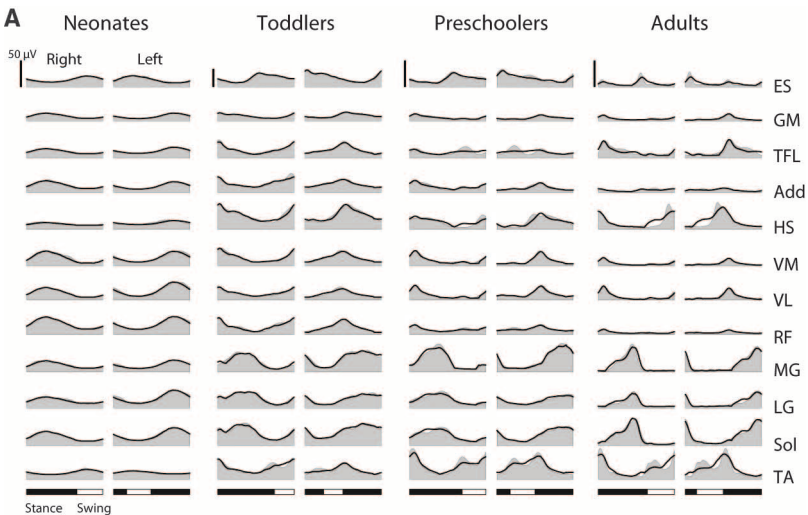 A
Neonates Toddlers Preschoolers Adults
50 μV
Right Left
ES
GM
TFL
Add
HS
VM
VL
RF
MG
LG
Sol
TA
Stance Swing